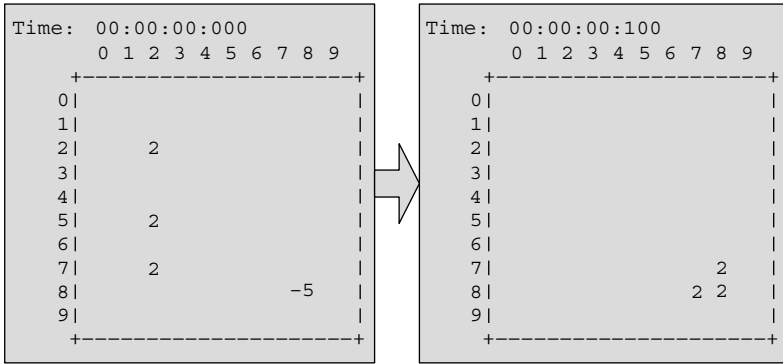 Time: 00:00:00:000
0 1 2 3 4 5 6 7 8 9
+--------------------+
0| |
1| |
2| 2 |
3| |
4| |
5| 2 |
6| |
7| 2 |
8| -5 |
9| |
+--------------------+
Time: 00:00:00:100
0 1 2 3 4 5 6 7 8 9
+--------------------+
0| |
1| |
2| |
3| |
4| |
5| |
6| |
7| 2 |
8| 2 2 |
9| |
+--------------------+